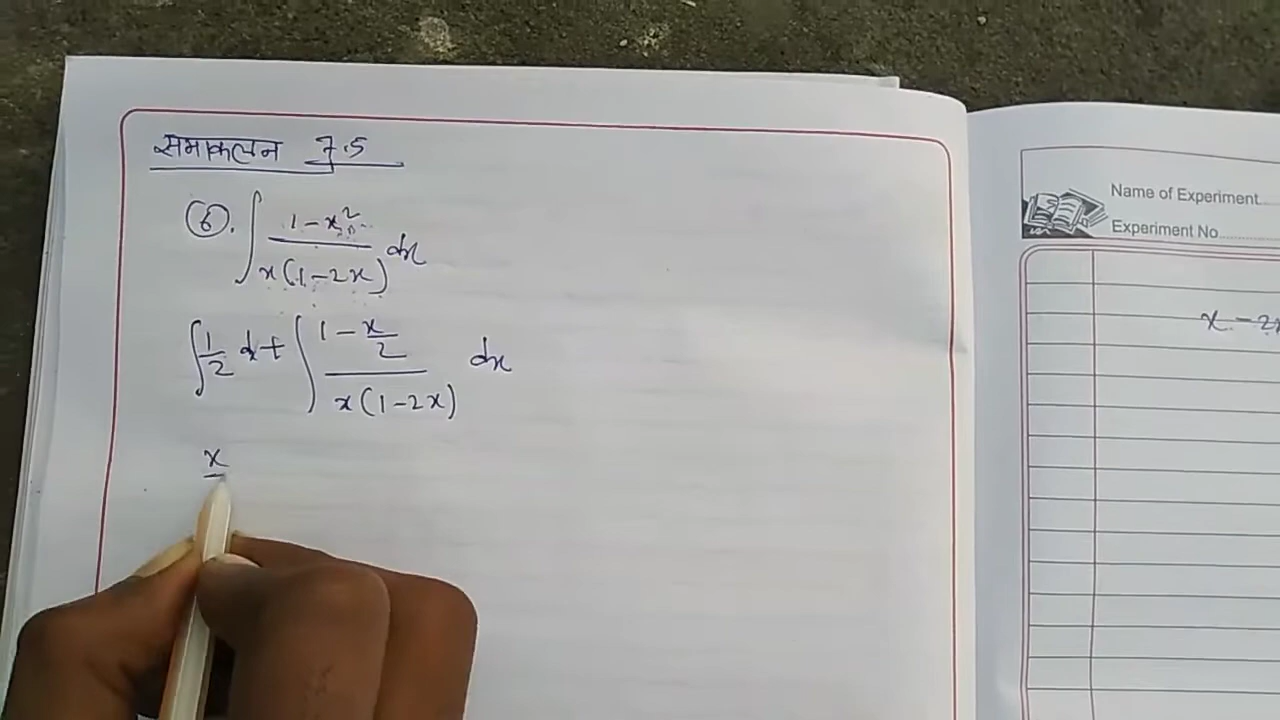 समाकलन 7.5
6. ∫ (1-x²)/(x(1-2x)) dx
∫ 1/2 dx + ∫ (1 - x/2)/(x(1-2x)) dx
x
Name of Experiment
Experiment No
x - 2x